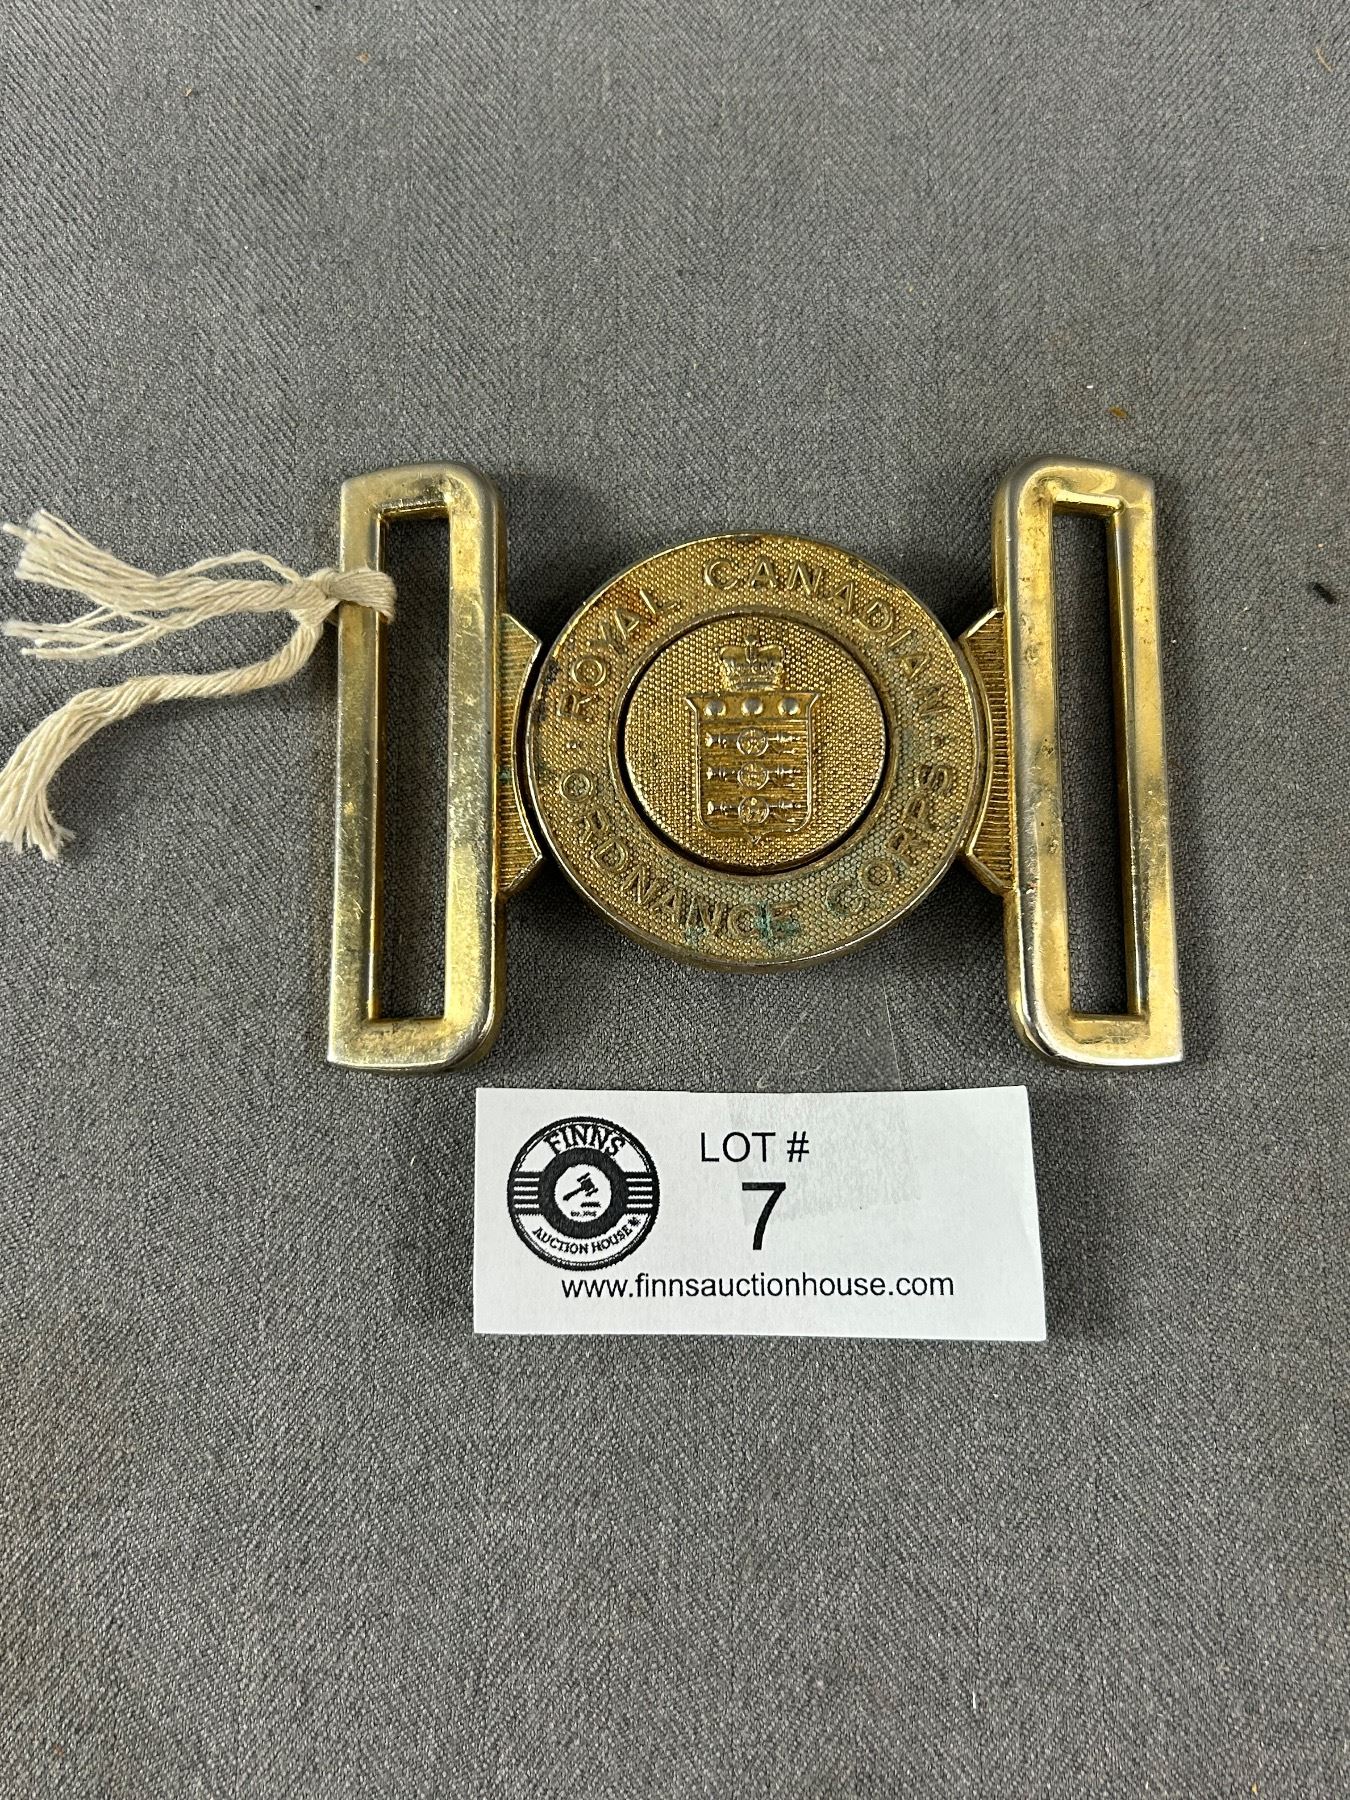 · ROYAL CANADIAN ·
ORDNANCE CORPS
FINNS
AUCTION HOUSE
LOT #
7
www.finnsauctionhouse.com